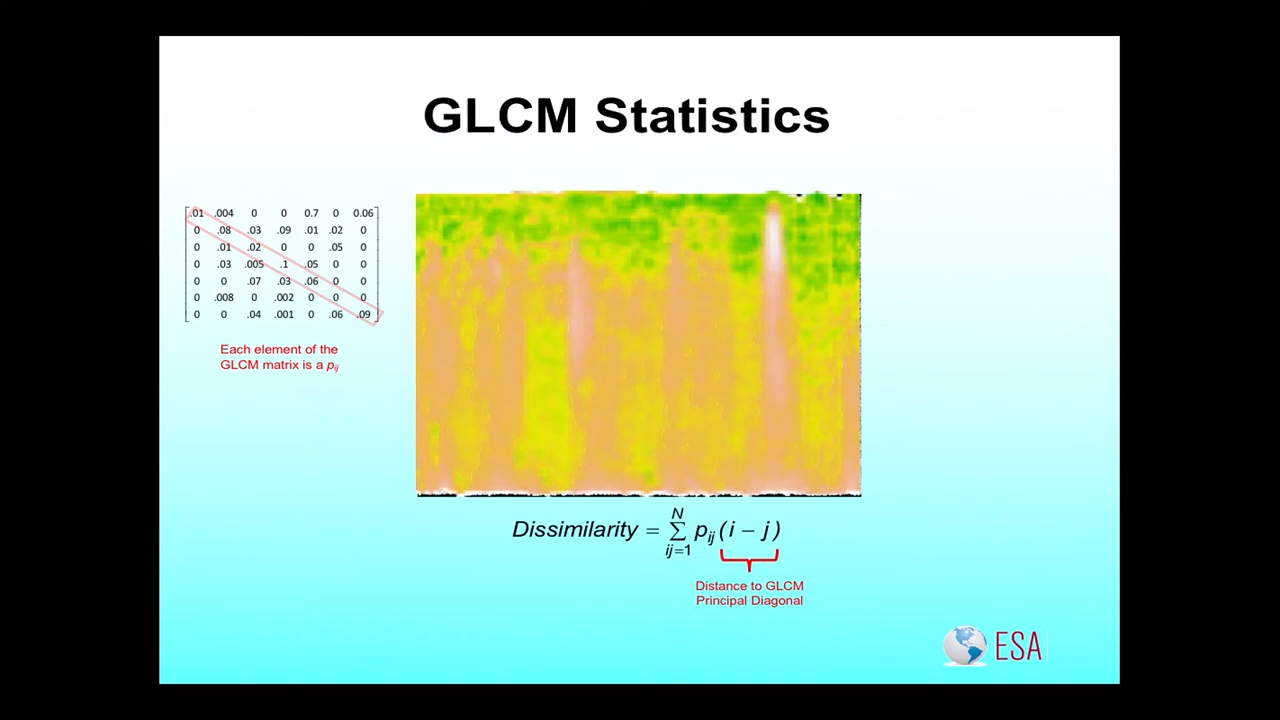 GLCM Statistics
.01 .004 0 0 0.7 0 0.06
0 .08 .03 .09 .01 .02 0
0 .01 .02 0 0 .05 0
0 .03 .005 .1 .05 0 0
0 0 .07 .03 .06 0 0
0 .008 0 .002 0 0 0
0 0 .04 .001 0 .06 .09
Each element of the
GLCM matrix is a pij
Dissimilarity = N∑ij=1 pij (i − j)
Distance to GLCM
Principal Diagonal
ESA